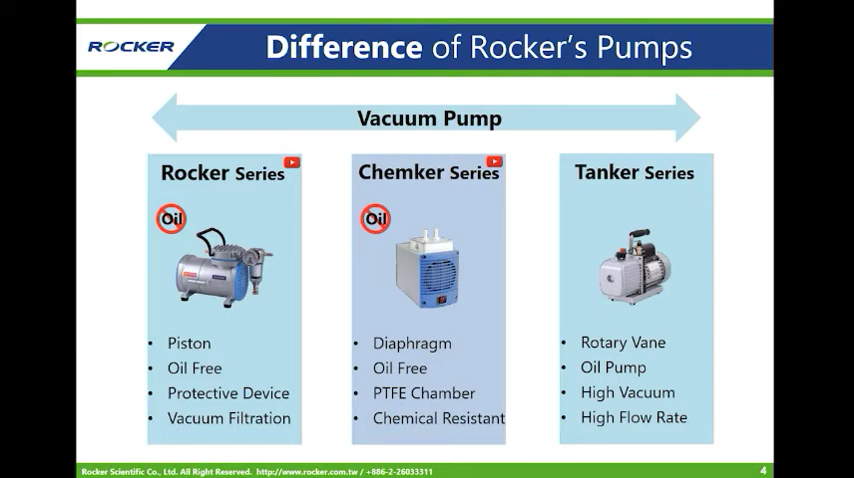 ROCKER
Difference of Rocker's Pumps
Vacuum Pump
Rocker Series
Oil
• Piston
• Oil Free
• Protective Device
• Vacuum Filtration
Chemker Series
Oil
• Diaphragm
• Oil Free
• PTFE Chamber
• Chemical Resistant
Tanker Series
• Rotary Vane
• Oil Pump
• High Vacuum
• High Flow Rate
Rocker Scientific Co., Ltd. All Right Reserved. http://www.rocker.com.tw / +886-2-26033311
4